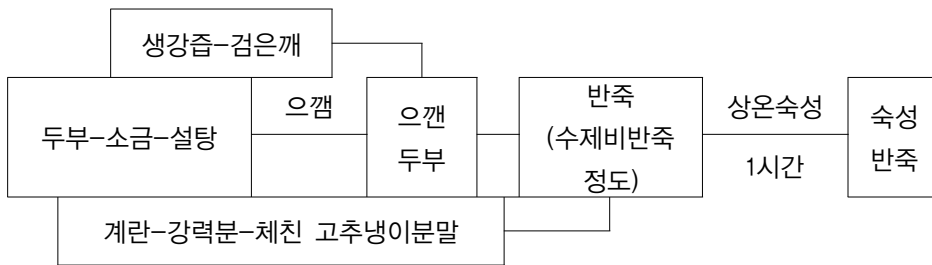 생강즙-검은깨
두부-소금-설탕
으깸
으깬
두부
반죽
(수제비반죽
정도)
상온숙성
1시간
숙성
반죽
계란-강력분-체친 고추냉이분말